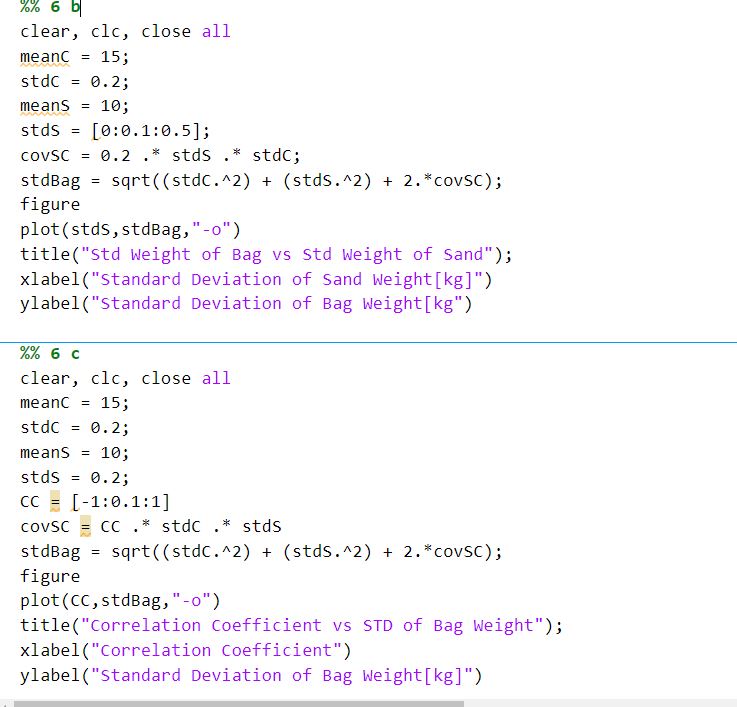 %% 6 b
clear, clc, close all
meanC = 15;
stdC = 0.2;
meanS = 10;
stdS = [0:0.1:0.5];
covSC = 0.2 .* stdS .* stdC;
stdBag = sqrt((stdC.^2) + (stdS.^2) + 2.*covSC);
figure
plot(stdS,stdBag,"-o")
title("Std Weight of Bag vs Std Weight of Sand");
xlabel("Standard Deviation of Sand Weight[kg]")
ylabel("Standard Deviation of Bag Weight[kg")
%% 6 c
clear, clc, close all
meanC = 15;
stdC = 0.2;
meanS = 10;
stdS = 0.2;
CC = [-1:0.1:1]
covSC = CC .* stdC .* stdS
stdBag = sqrt((stdC.^2) + (stdS.^2) + 2.*covSC);
figure
plot(CC,stdBag,"-o")
title("Correlation Coefficient vs STD of Bag Weight");
xlabel("Correlation Coefficient")
ylabel("Standard Deviation of Bag Weight[kg]")